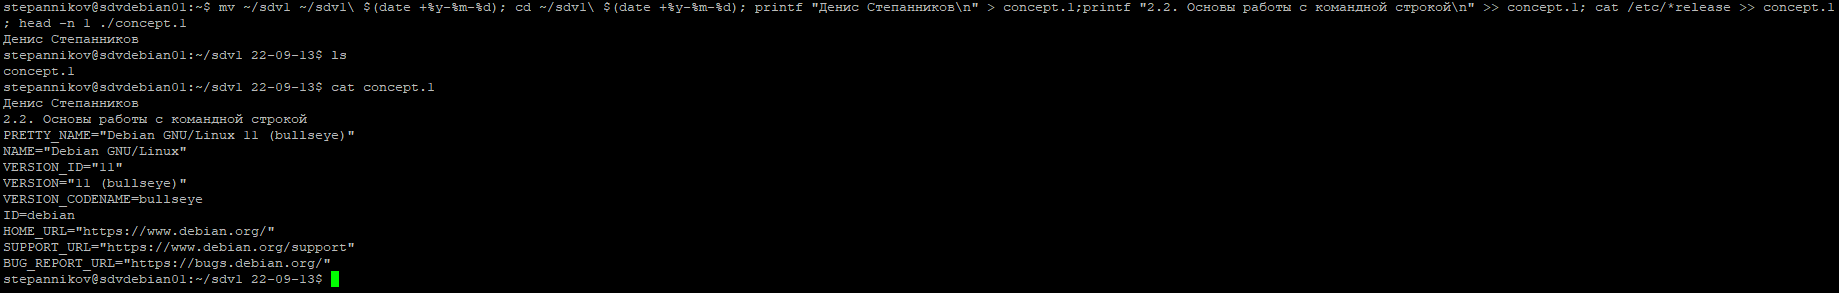 stepannikov@sdvdebian01:~$ mv ~/sdv1 ~/sdv1\ $(date +%y-%m-%d); cd ~/sdv1\ $(date +%y-%m-%d); printf "Денис Степанников\n" > concept.1;printf "2.2. Основы работы с командной строкой\n" >> concept.1; cat /etc/*release >> concept.1
; head -n 1 ./concept.1
Денис Степанников
stepannikov@sdvdebian01:~/sdv1 22-09-13$ ls
concept.1
stepannikov@sdvdebian01:~/sdv1 22-09-13$ cat concept.1
Денис Степанников
2.2. Основы работы с командной строкой
PRETTY_NAME="Debian GNU/Linux 11 (bullseye)"
NAME="Debian GNU/Linux"
VERSION_ID="11"
VERSION="11 (bullseye)"
VERSION_CODENAME=bullseye
ID=debian
HOME_URL="https://www.debian.org/"
SUPPORT_URL="https://www.debian.org/support"
BUG_REPORT_URL="https://bugs.debian.org/"
stepannikov@sdvdebian01:~/sdv1 22-09-13$